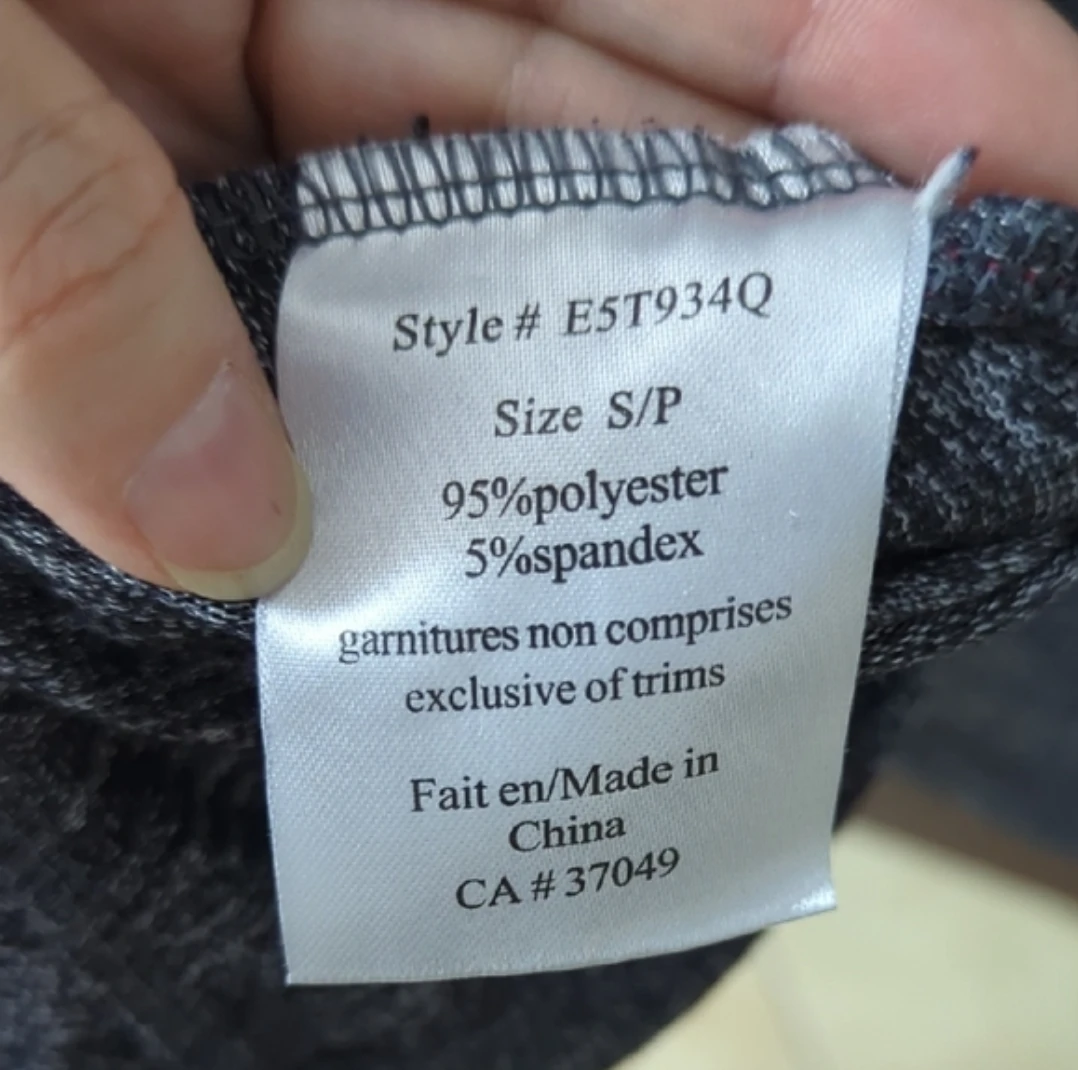 Style # E5T934Q
Size S/P
95%polyester
5%spandex
garnitures non comprises
exclusive of trims
Fait en/Made in
China
CA # 37049